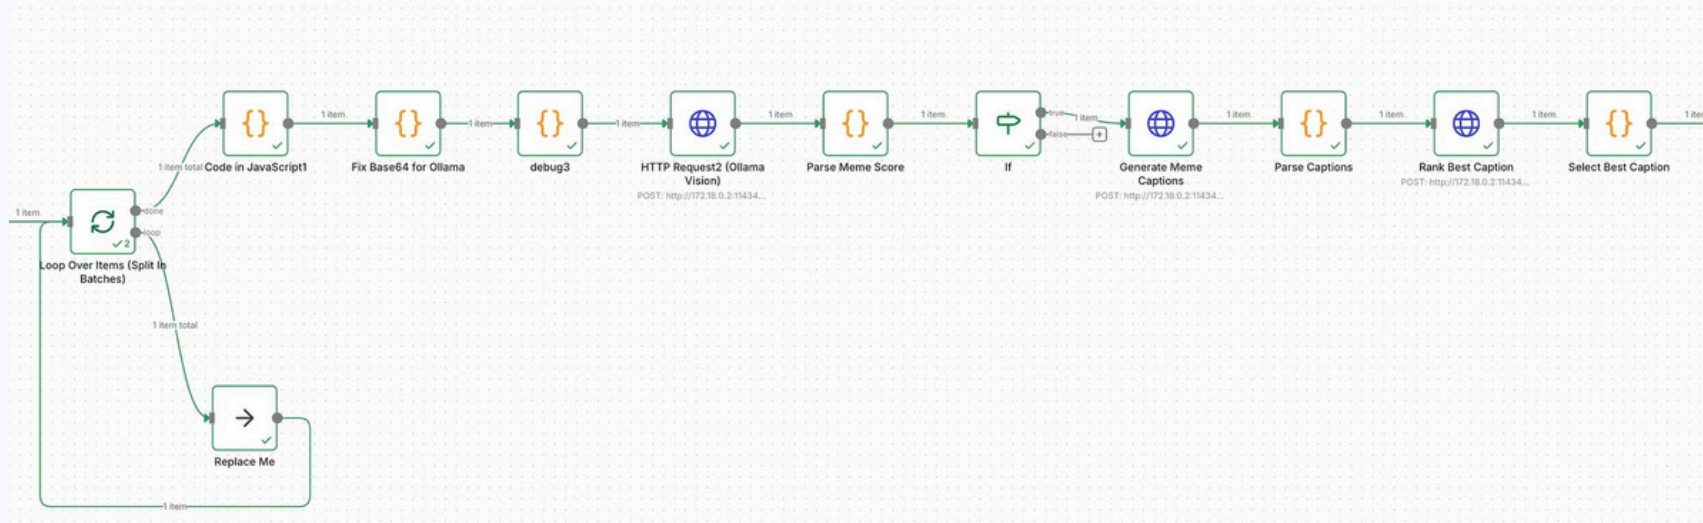 1 item
1 item
1 item
1 item
1 item
1 item
true
1 item
false
1 item
1 item
1 item
Code in JavaScript1
Fix Base64 for Ollama
debug3
HTTP Request2 (Ollama
Vision)
POST: http://172.18.0.2:11434...
Parse Meme Score
If
Generate Meme
Captions
POST: http://172.18.0.2:11434...
Parse Captions
Rank Best Caption
POST: http://172.18.0.2:11434...
Select Best Caption
1 item total
1 item
done
loop
2
Loop Over Items (Split In
Batches)
1 item total
Replace Me
1 item